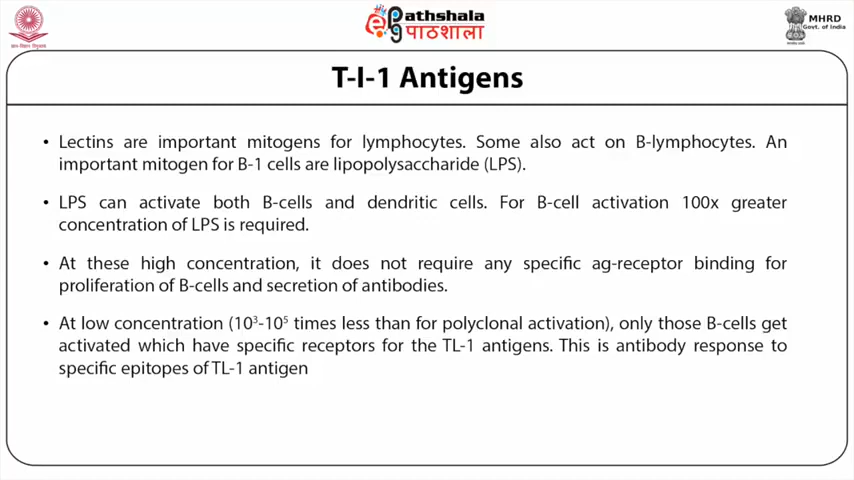 ePathshala
पाठशाला
MHRD
Govt. of India
T-I-1 Antigens
• Lectins are important mitogens for lymphocytes. Some also act on B-lymphocytes. An
important mitogen for B-1 cells are lipopolysaccharide (LPS).
• LPS can activate both B-cells and dendritic cells. For B-cell activation 100x greater
concentration of LPS is required.
• At these high concentration, it does not require any specific ag-receptor binding for
proliferation of B-cells and secretion of antibodies.
• At low concentration (10³-10⁵ times less than for polyclonal activation), only those B-cells get
activated which have specific receptors for the TL-1 antigens. This is antibody response to
specific epitopes of TL-1 antigen